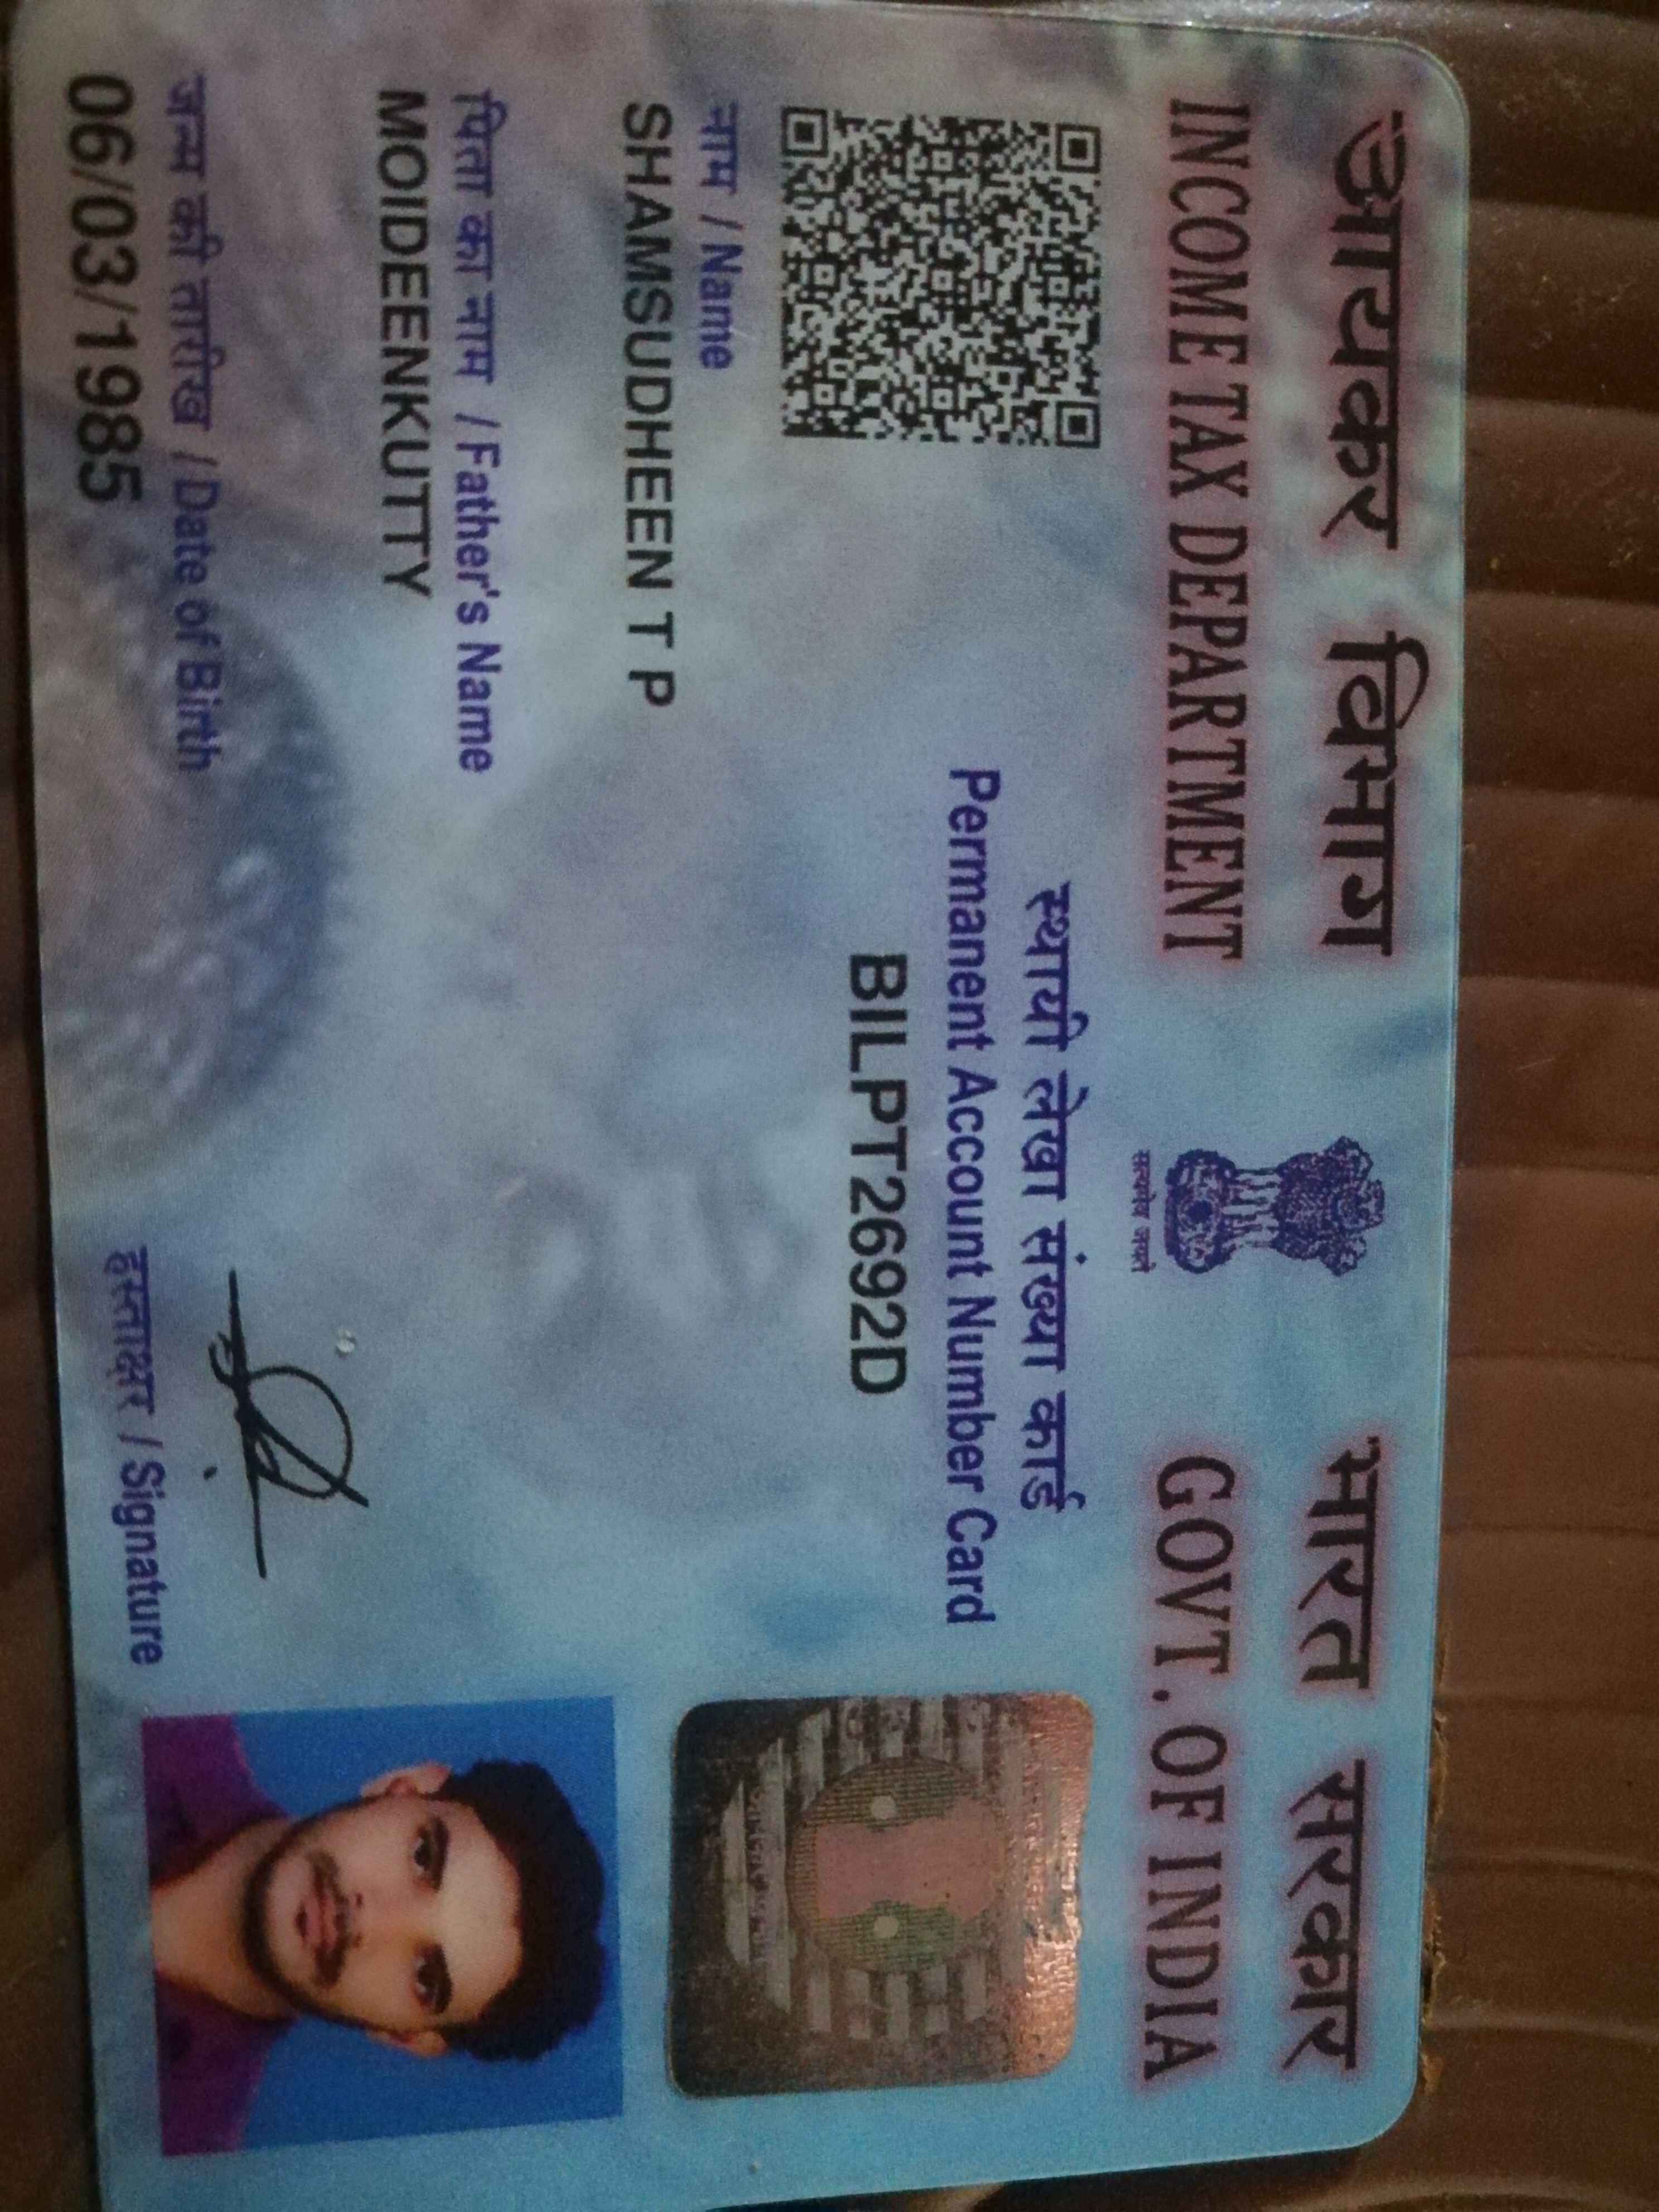 आयकर विभाग
INCOME TAX DEPARTMENT
सत्यमेव जयते
भारत सरकार
GOVT. OF INDIA
स्थायी लेखा संख्या कार्ड
Permanent Account Number Card
BILPT2692D
नाम / Name
SHAMSUDHEEN T P
पिता का नाम / Father's Name
MOIDEENKUTTY
जन्म की तारीख / Date of Birth
06/03/1985
हस्ताक्षर / Signature